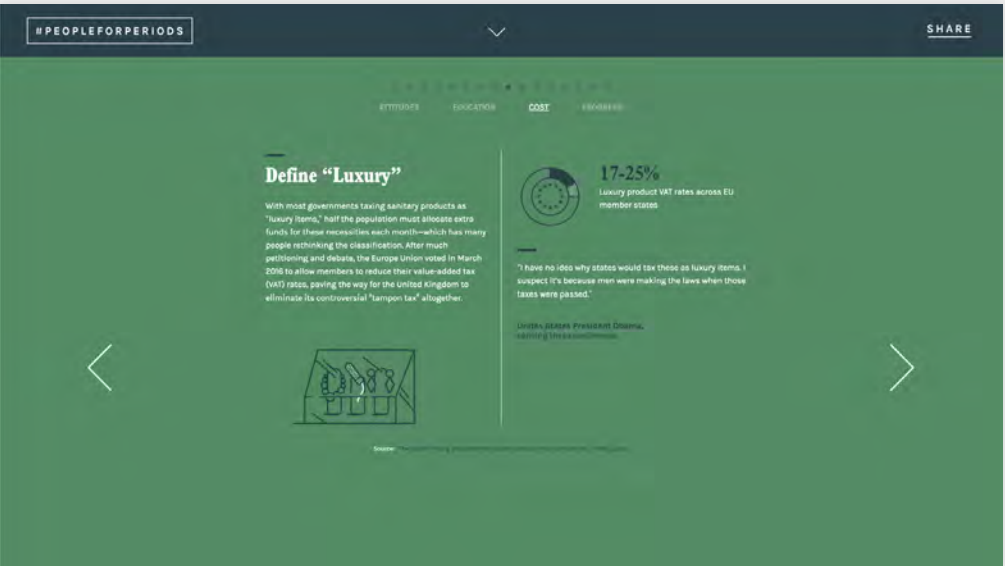 #PEOPLEFORPERIODS
SHARE
ATTITUDES EDUCATION COST PROGRESS
Define “Luxury”
With most governments taxing sanitary products as
"luxury items," half the population must allocate extra
funds for these necessities each month—which has many
people rethinking the classification. After much
petitioning and debate, the Europe Union voted in March
2016 to allow members to reduce their value-added tax
(VAT) rates, paving the way for the United Kingdom to
eliminate its controversial "tampon tax" altogether.
17-25%
Luxury product VAT rates across EU
member states
"I have no idea why states would tax these as luxury items. I
suspect it's because men were making the laws when those
taxes were passed."
United States President Obama,
Source: